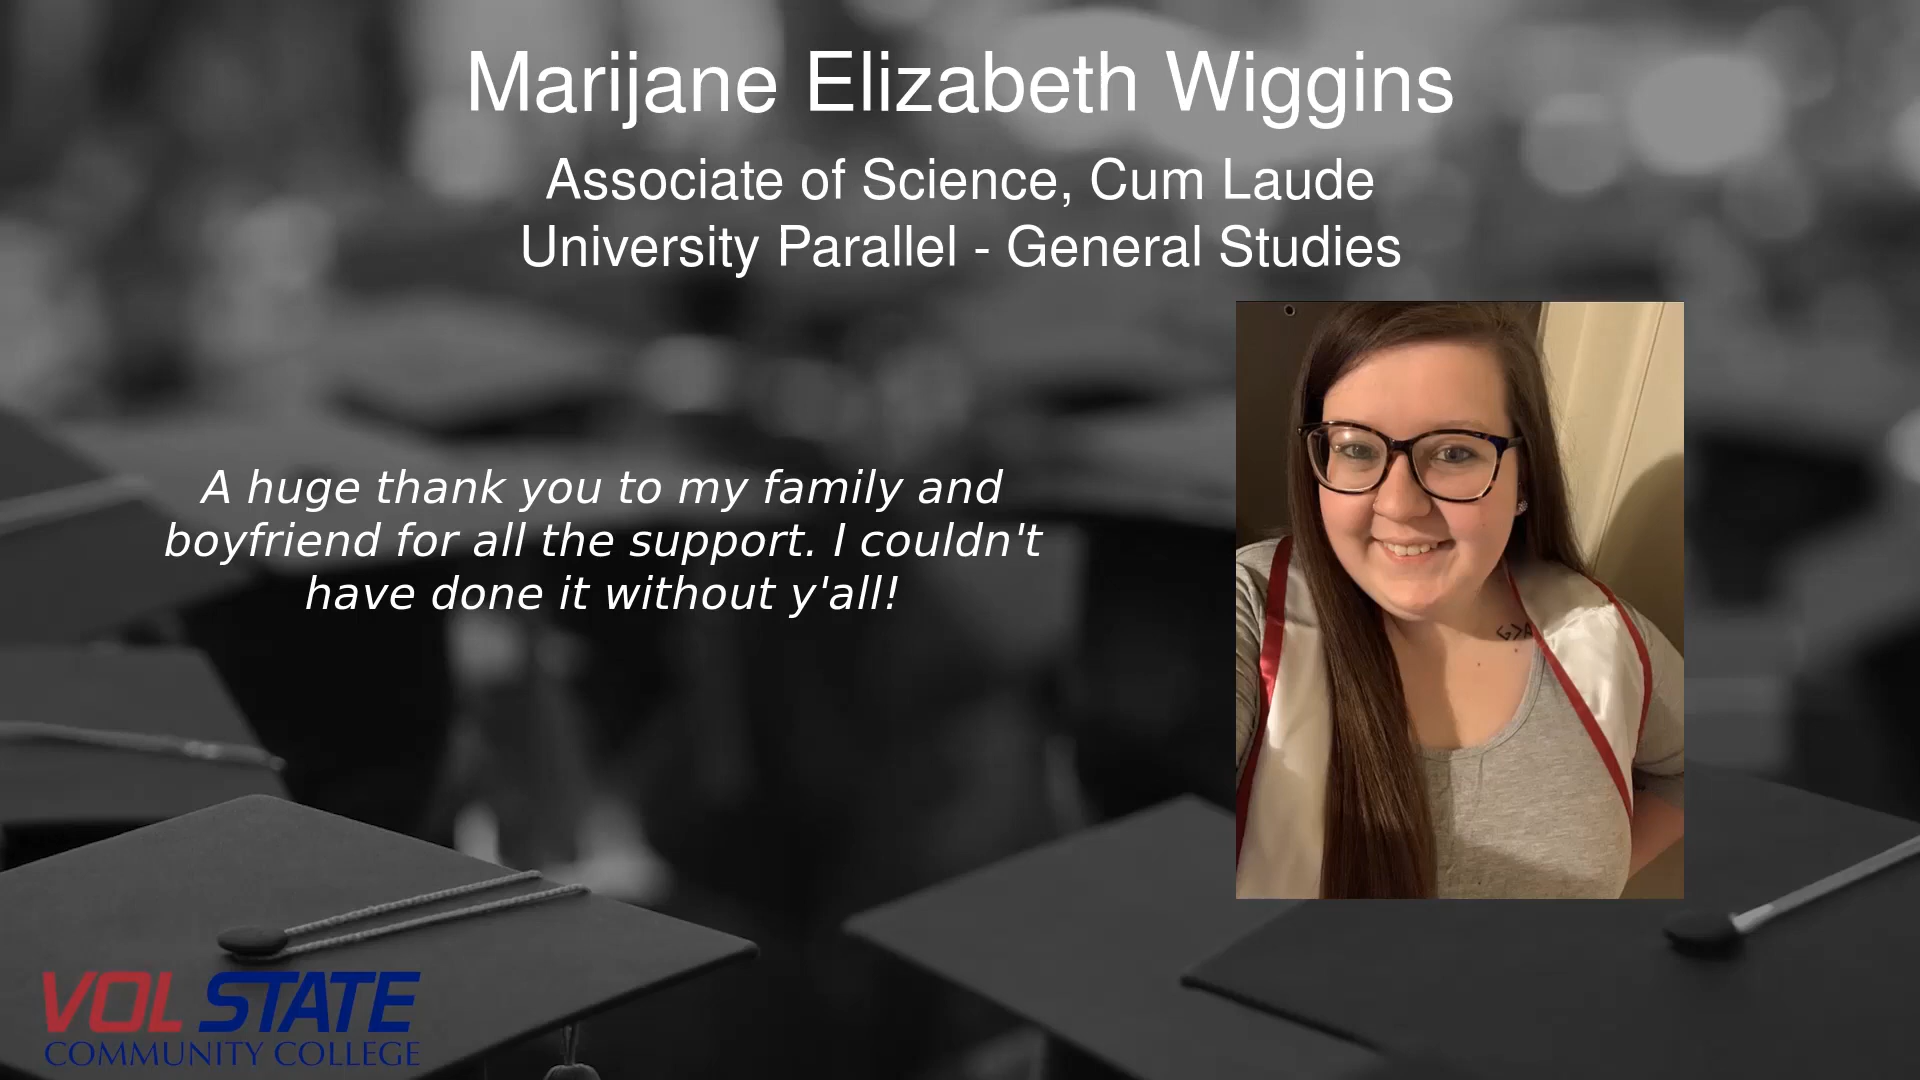 Marijane Elizabeth Wiggins
Associate of Science, Cum Laude
University Parallel - General Studies
A huge thank you to my family and
boyfriend for all the support. I couldn't
have done it without y'all!
G>
VOL STATE
COMMUNITY COLLEGE